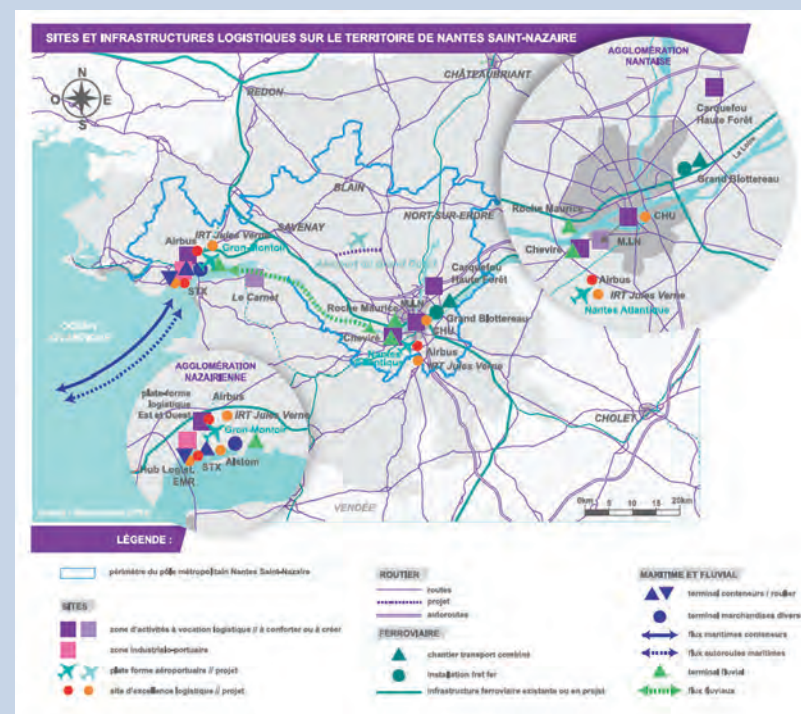 SITES ET INFRASTRUCTURES LOGISTIQUES SUR LE TERRITOIRE DE NANTES SAINT-NAZAIRE
N
O E
S
REDON
CHÂTEAUBRIANT
BLAIN
NORT-SUR-ERDRE
SAVENAY
IRT Jules Verne
Airbus
Gron-Montoir
STX
Le Carnet
Carquefou
Haute Forêt
Roche Maurice
M.I.N
Grand Blottereau
CHU
Cheviré
Nantes
Atlantique
Airbus
IRT Jules Verne
OCÉAN
ATLANTIQUE
CHOLET
VENDÉE
0km 5 10 15 20km
AGGLOMÉRATION
NANTAISE
Carquefou
Haute Forêt
La Loire
Grand Blottereau
Roche Maurice
CHU
Cheviré
M.I.N
Airbus
IRT Jules Verne
Nantes Atlantique
AGGLOMÉRATION
NAZAIRIENNE
plate-forme
logistique
Est et Ouest
Airbus
IRT Jules Verne
Gron-Montoir
Hub Logist.
EMR
STX
Alstom
LÉGENDE :
périmètre du pôle métropolitain Nantes Saint-Nazaire
SITES
zone d'activités à vocation logistique // à conforter ou à créer
zone industrialo-portuaire
plate forme aéroportuaire // projet
site d'excellence logistique // projet
ROUTIER
routes
projet
autoroutes
FERROVIAIRE
chantier transport combiné
installation fret fer
infrastructure ferroviaire existante ou en projet
MARITIME ET FLUVIAL
terminal conteneurs / roulier
terminal marchandises divers
flux maritimes conteneurs
flux autoroutes maritimes
terminal fluvial
flux fluviaux